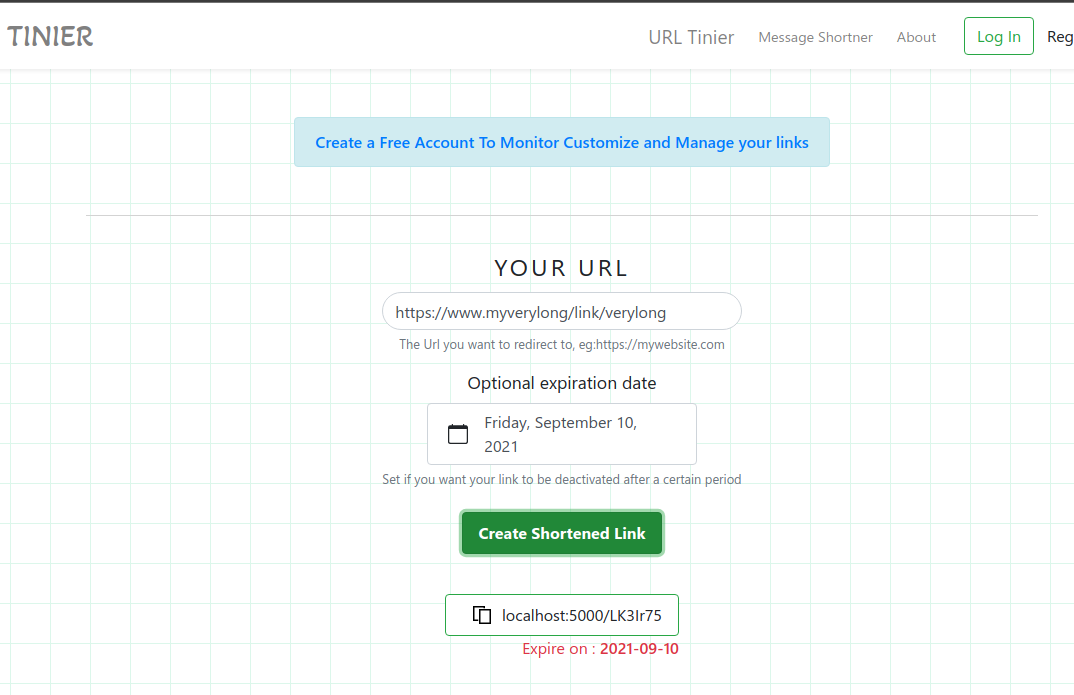 TINIER
URL Tinier
Message Shortner
About
Log In
Reg
Create a Free Account To Monitor Customize and Manage your links
YOUR URL
https://www.myverylong/link/verylong
The Url you want to redirect to, eg:https://mywebsite.com
Optional expiration date
Friday, September 10,
2021
Set if you want your link to be deactivated after a certain period
Create Shortened Link
localhost:5000/LK3Ir75
Expire on : 2021-09-10